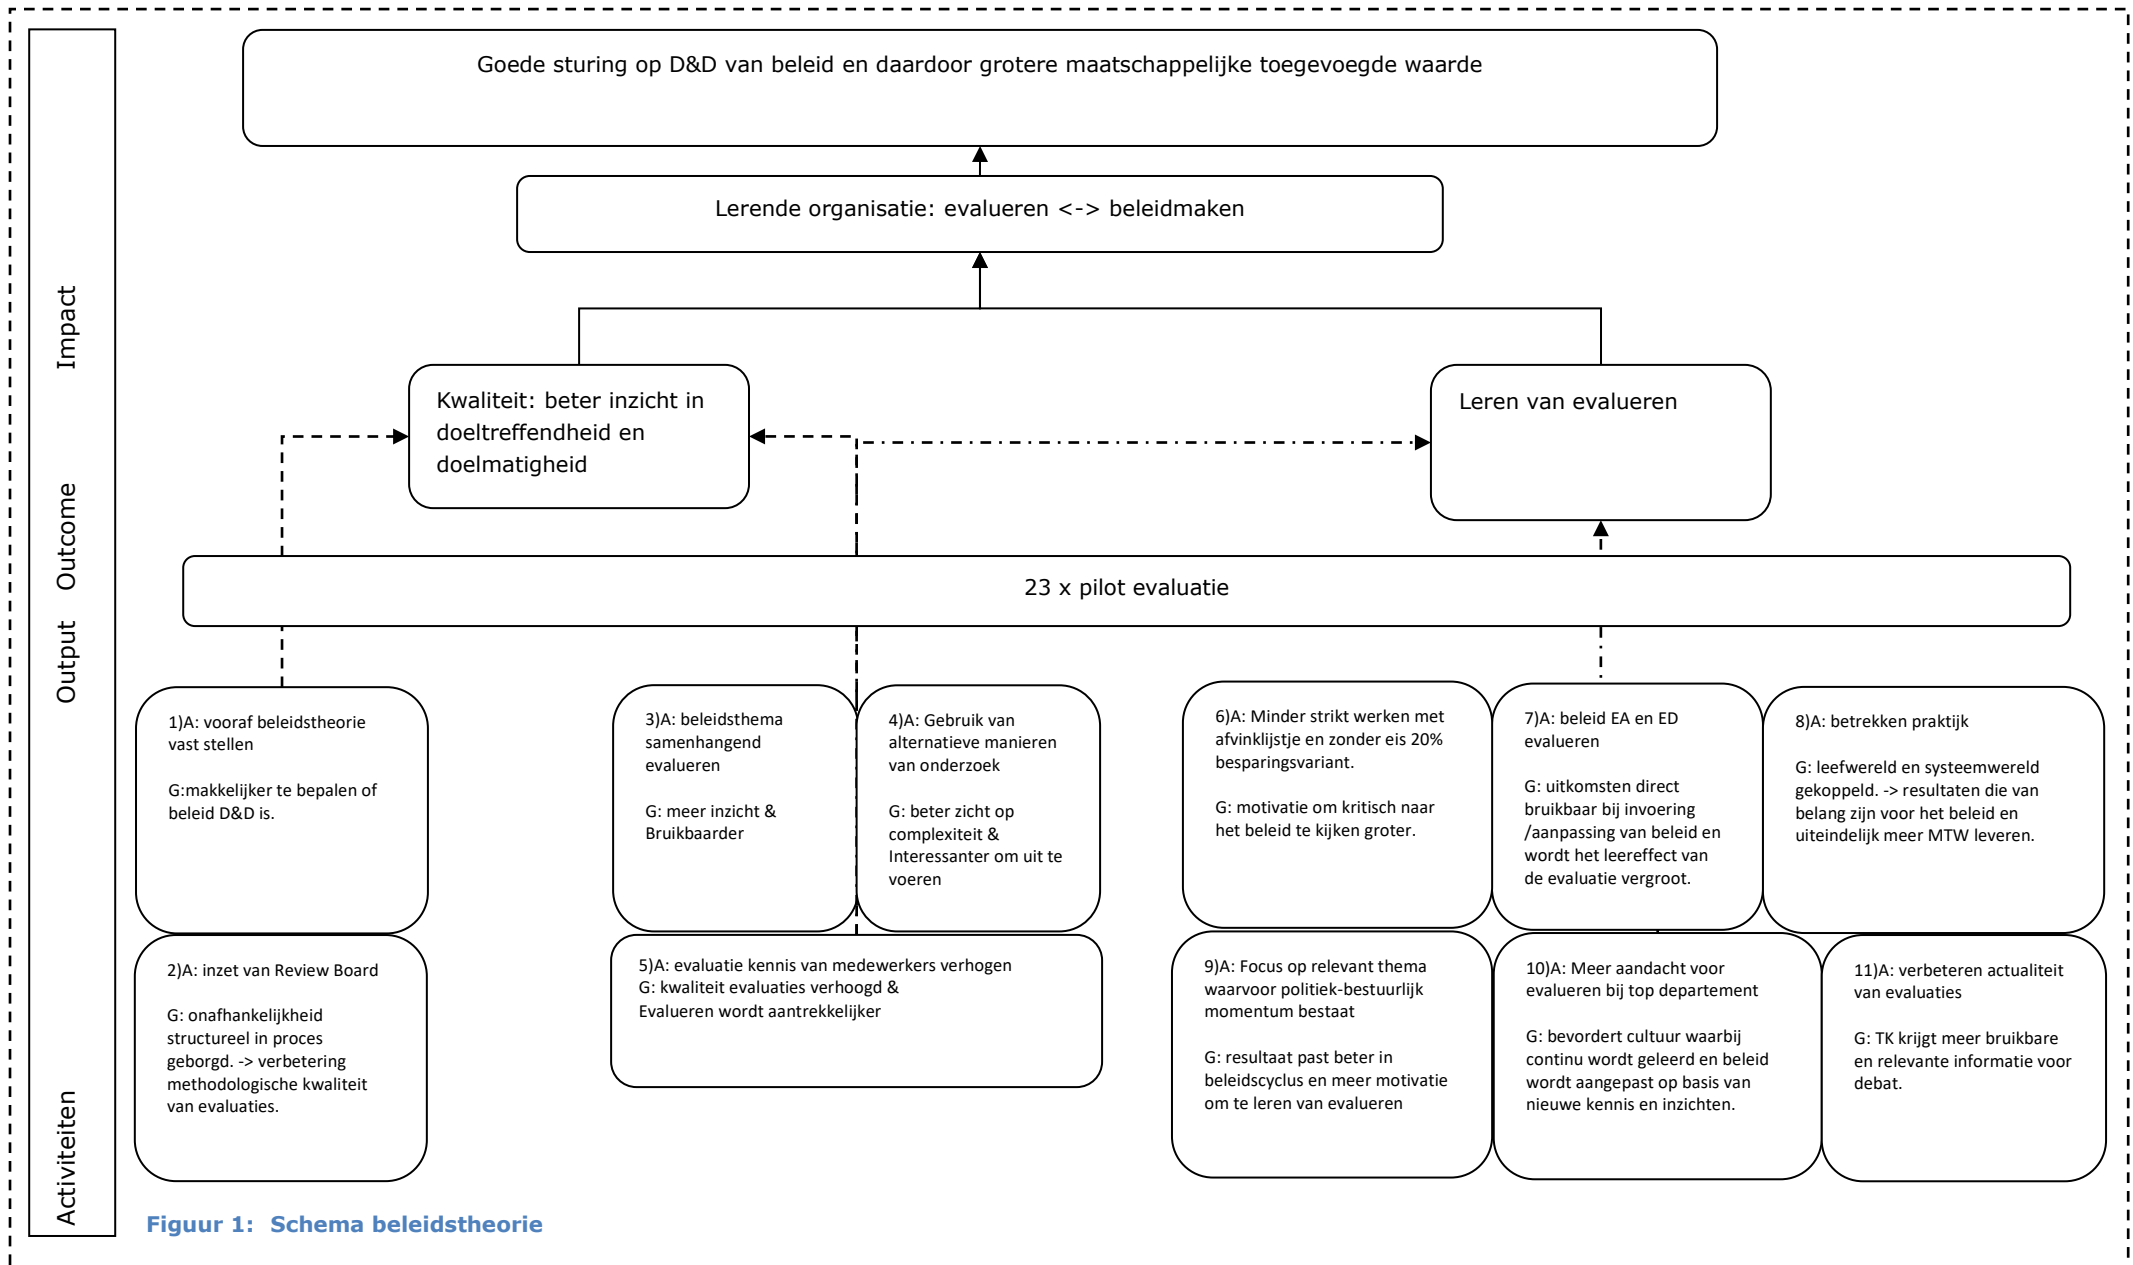 Goede sturing op D&D van beleid en daardoor grotere maatschappelijke toegevoegde waarde
Lerende organisatie: evalueren <-> beleidmaken
Impact
Kwaliteit: beter inzicht in
doeltreffendheid en
doelmatigheid
Leren van evalueren
Outcome
23 x pilot evaluatie
Output
1)A: vooraf beleidstheorie
vast stellen
G:makkelijker te bepalen of
beleid D&D is.
3)A: beleidsthema
samenhangend
evalueren
G: meer inzicht &
Bruikbaarder
4)A: Gebruik van
alternatieve manieren
van onderzoek
G: beter zicht op
complexiteit &
Interessanter om uit te
voeren
6)A: Minder strikt werken met
afvinklijstje en zonder eis 20%
besparingsvariant.
G: motivatie om kritisch naar
het beleid te kijken groter.
7)A: beleid EA en ED
evalueren
G: uitkomsten direct
bruikbaar bij invoering
/aanpassing van beleid en
wordt het leereffect van
de evaluatie vergroot.
8)A: betrekken praktijk
G: leefwereld en systeemwereld
gekoppeld. -> resultaten die van
belang zijn voor het beleid en
uiteindelijk meer MTW leveren.
2)A: inzet van Review Board
G: onafhankelijkheid
structureel in proces
geborgd. -> verbetering
methodologische kwaliteit
van evaluaties.
5)A: evaluatie kennis van medewerkers verhogen
G: kwaliteit evaluaties verhoogd &
Evalueren wordt aantrekkelijker
9)A: Focus op relevant thema
waarvoor politiek-bestuurlijk
momentum bestaat
G: resultaat past beter in
beleidscyclus en meer motivatie
om te leren van evalueren
10)A: Meer aandacht voor
evalueren bij top departement
G: bevordert cultuur waarbij
continu wordt geleerd en beleid
wordt aangepast op basis van
nieuwe kennis en inzichten.
11)A: verbeteren actualiteit
van evaluaties
G: TK krijgt meer bruikbare
en relevante informatie voor
debat.
Activiteiten
Figuur 1: Schema beleidstheorie